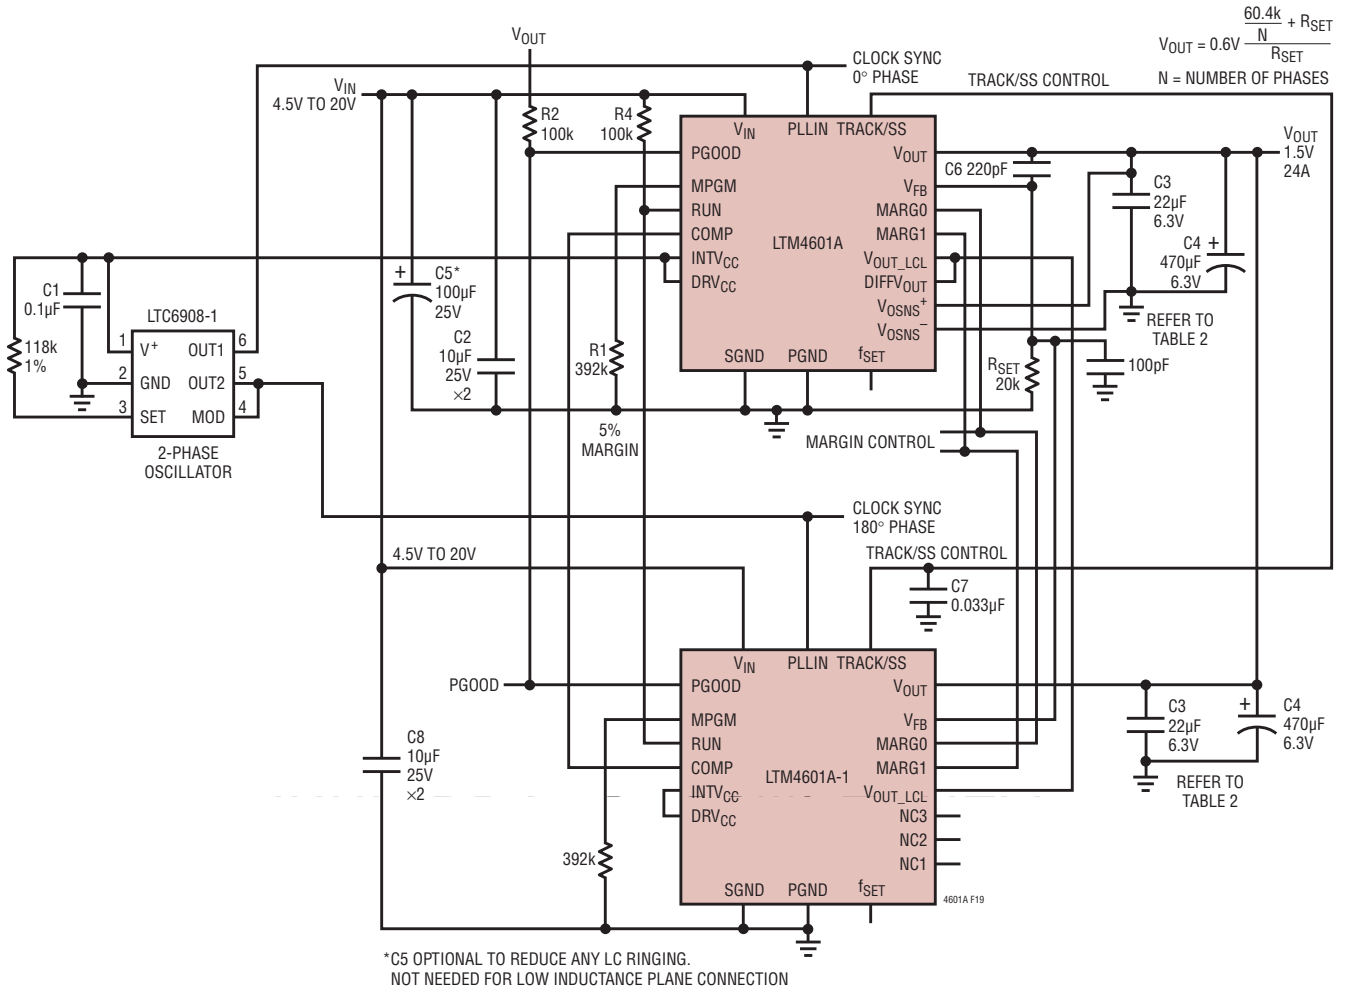 V_OUT = 0.6V (60.4k/N + R_SET)/R_SET
N = NUMBER OF PHASES
V_OUT
CLOCK SYNC
0° PHASE
TRACK/SS CONTROL
V_IN
4.5V TO 20V
R2
100k
R4
100k
V_IN
PLLIN
TRACK/SS
PGOOD
MPGM
RUN
COMP
INTV_CC
DRV_CC
LTM4601A
V_OUT
V_FB
MARG0
MARG1
V_OUT_LCL
DIFFV_OUT
V_OSNS+
V_OSNS–
SGND
PGND
f_SET
C6 220pF
V_OUT
1.5V
24A
C3
22µF
6.3V
C4
+
470µF
6.3V
REFER TO
TABLE 2
C1
0.1µF
118k
1%
LTC6908-1
1
V+
2
GND
3
SET
OUT1
6
OUT2
5
MOD
4
2-PHASE
OSCILLATOR
+
C5*
100µF
25V
C2
10µF
25V
×2
R1
392k
5%
MARGIN
R_SET
20k
100pF
MARGIN CONTROL
CLOCK SYNC
180° PHASE
4.5V TO 20V
TRACK/SS CONTROL
C7
0.033µF
V_IN
PLLIN
TRACK/SS
PGOOD
PGOOD
MPGM
RUN
COMP
INTV_CC
DRV_CC
LTM4601A-1
V_OUT
V_FB
MARG0
MARG1
V_OUT_LCL
NC3
NC2
NC1
SGND
PGND
f_SET
C8
10µF
25V
×2
392k
C3
22µF
6.3V
+
C4
470µF
6.3V
REFER TO
TABLE 2
4601A F19
*C5 OPTIONAL TO REDUCE ANY LC RINGING.
NOT NEEDED FOR LOW INDUCTANCE PLANE CONNECTION